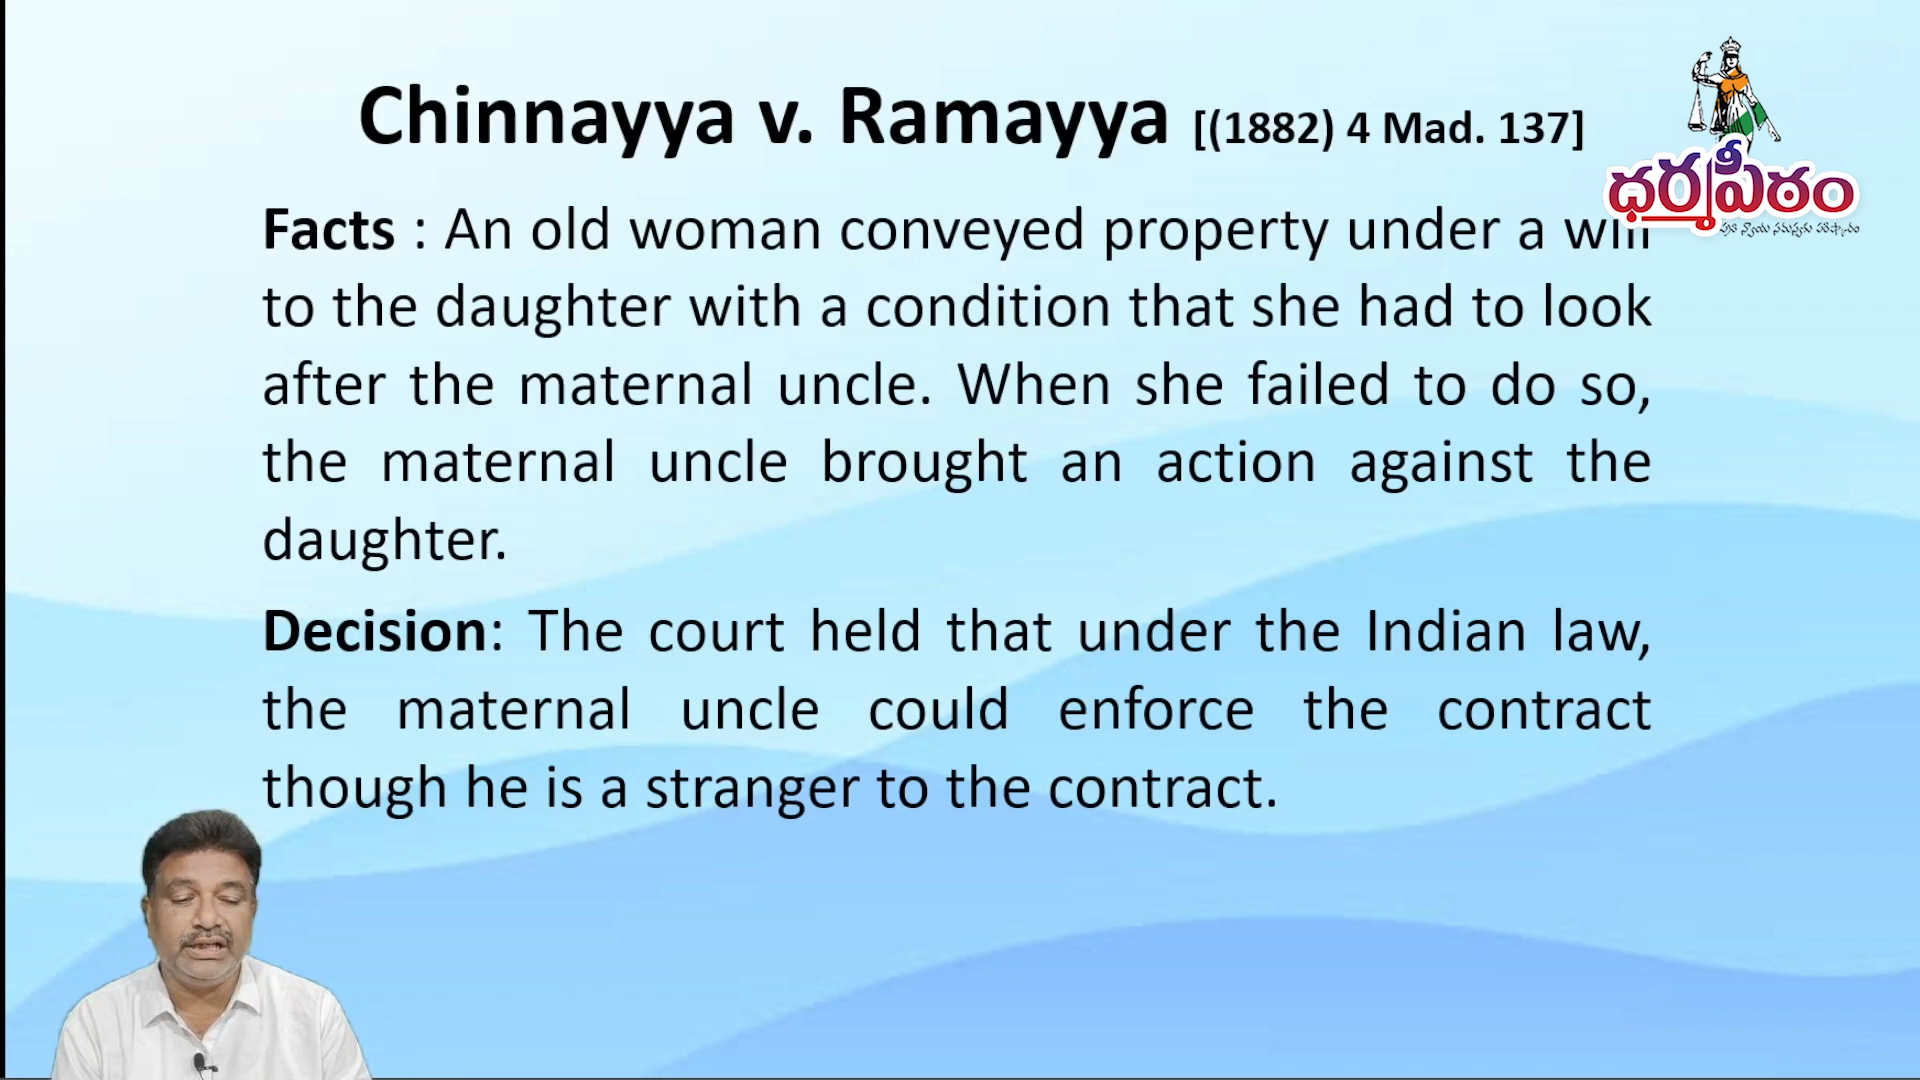 Chinnayya v. Ramayya [(1882) 4 Mad. 137]
ధర్మపీఠం
Facts : An old woman conveyed property under a will
to the daughter with a condition that she had to look
after the maternal uncle. When she failed to do so,
the maternal uncle brought an action against the
daughter.
Decision: The court held that under the Indian law,
the maternal uncle could enforce the contract
though he is a stranger to the contract.